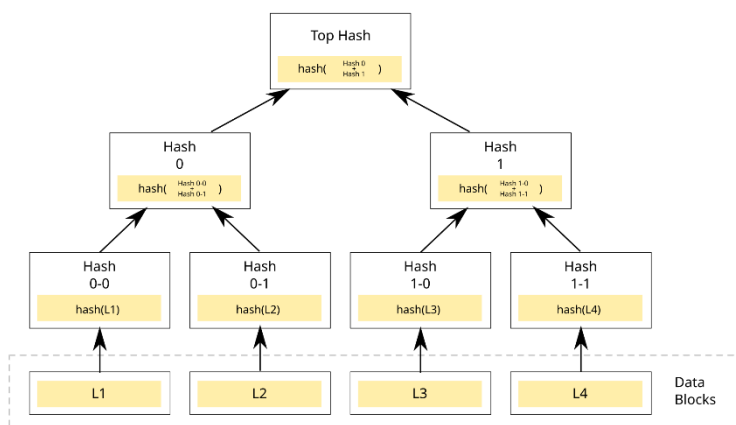 Top Hash
hash( Hash 0 + Hash 1 )
Hash
0
hash( Hash 0-0 + Hash 0-1 )
Hash
1
hash( Hash 1-0 + Hash 1-1 )
Hash
0-0
hash(L1)
Hash
0-1
hash(L2)
Hash
1-0
hash(L3)
Hash
1-1
hash(L4)
L1
L2
L3
L4
Data
Blocks